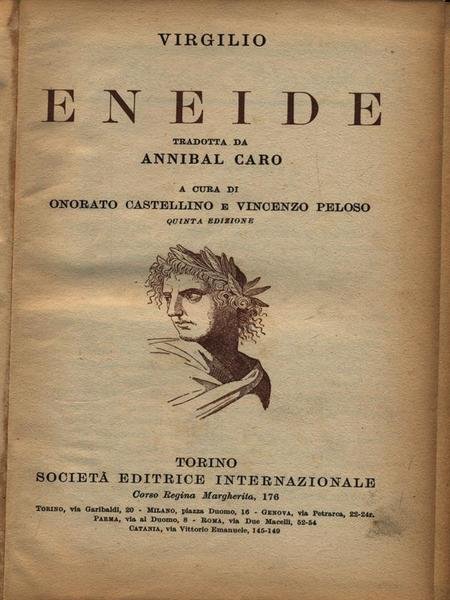 VIRGILIO
ENEIDE
TRADOTTA DA
ANNIBAL CARO
A CURA DI
ONORATO CASTELLINO E VINCENZO PELOSO
QUINTA EDIZIONE
TORINO
SOCIETÀ EDITRICE INTERNAZIONALE
Corso Regina Margherita, 176
TORINO, via Garibaldi, 20 - MILANO, piazza Duomo, 16 - GENOVA, via Petrarca, 22-24r.
PARMA, via al Duomo, 8 - ROMA, via Due Macelli, 52-54
CATANIA, via Vittorio Emanuele, 145-149